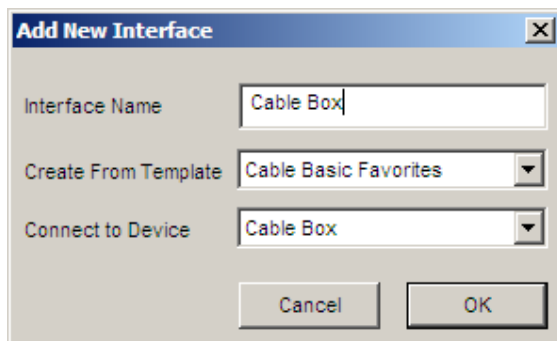 Add New Interface
Interface Name Cable Box
Create From Template Cable Basic Favorites
Connect to Device Cable Box
Cancel OK